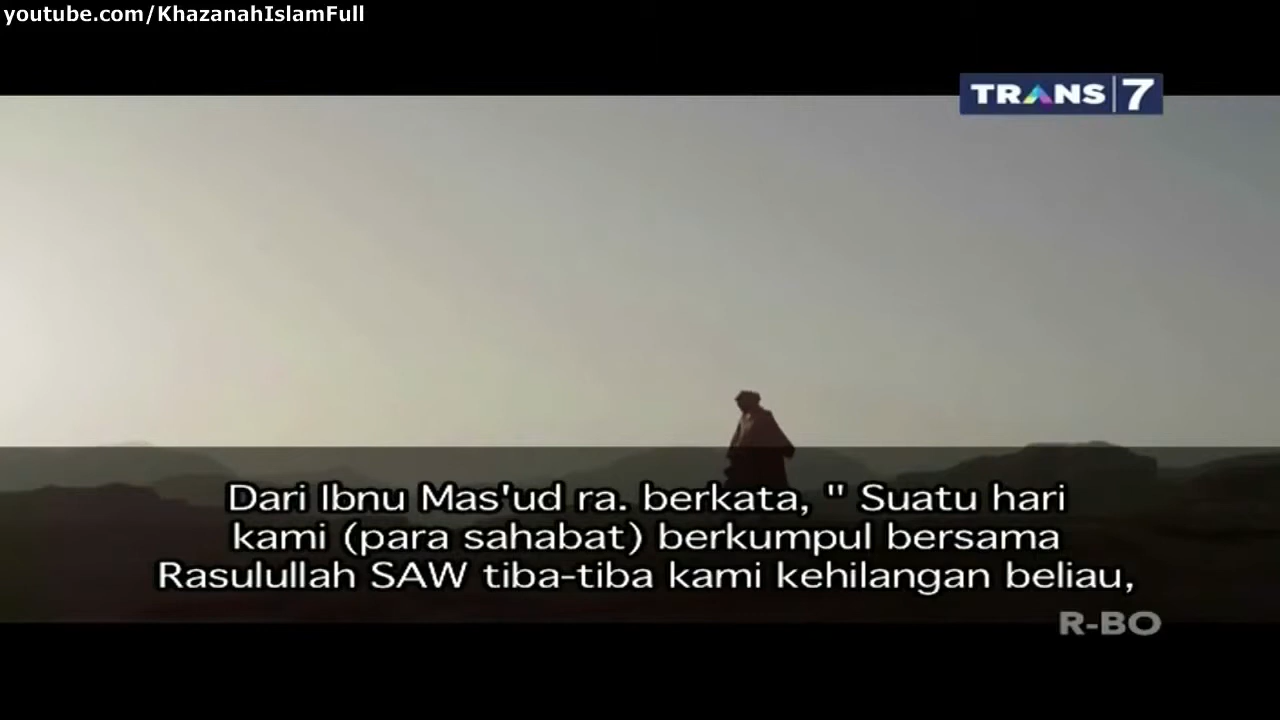 youtube.com/KhazanahIslamFull
TRANS 7
Dari Ibnu Mas'ud ra. berkata, " Suatu hari
kami (para sahabat) berkumpul bersama
Rasulullah SAW tiba-tiba kami kehilangan beliau,
R-BO